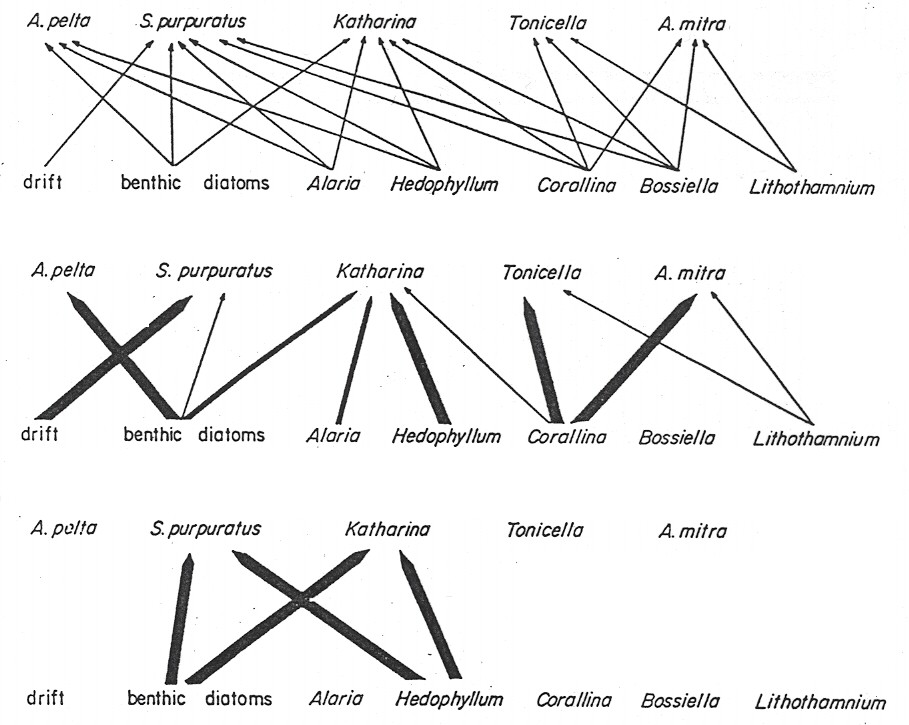 A. pelta S. purpuratus Katharina Tonicella A. mitra
drift benthic diatoms Alaria Hedophyllum Corallina Bossiella Lithothamnium
A. pelta S. purpuratus Katharina Tonicella A. mitra
drift benthic diatoms Alaria Hedophyllum Corallina Bossiella Lithothamnium
A. pelta S. purpuratus Katharina Tonicella A. mitra
drift benthic diatoms Alaria Hedophyllum Corallina Bossiella Lithothamnium